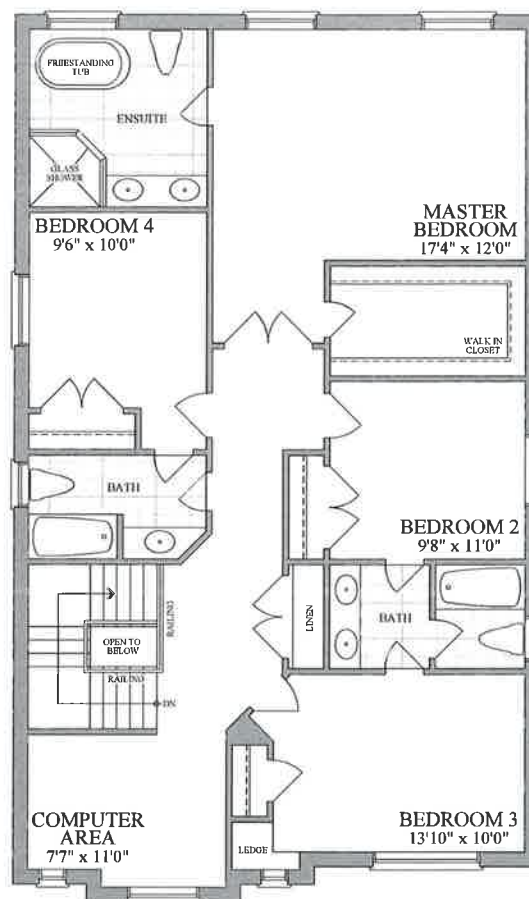 FREESTANDING
TUB
ENSUITE
GLASS
SHOWER
MASTER
BEDROOM
17'4" x 12'0"
BEDROOM 4
9'6" x 10'0"
WALK IN
CLOSET
BATH
BEDROOM 2
9'8" x 11'0"
LINEN
BATH
RAILING
OPEN TO
BELOW
RAILING
DN
COMPUTER
AREA
7'7" x 11'0"
LEDGE
BEDROOM 3
13'10" x 10'0"